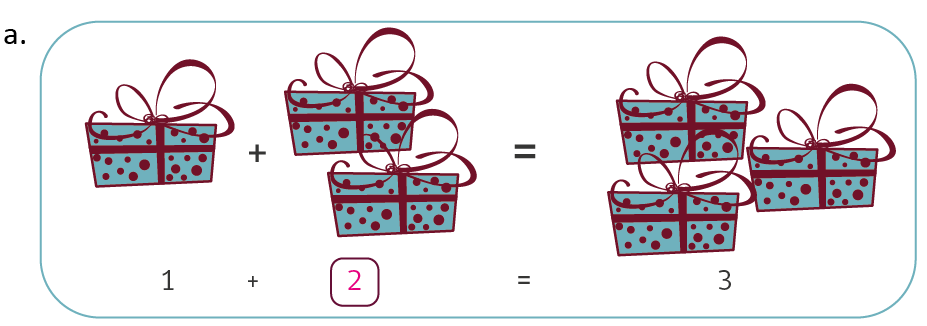 a.
+ =
1 + 2 = 3